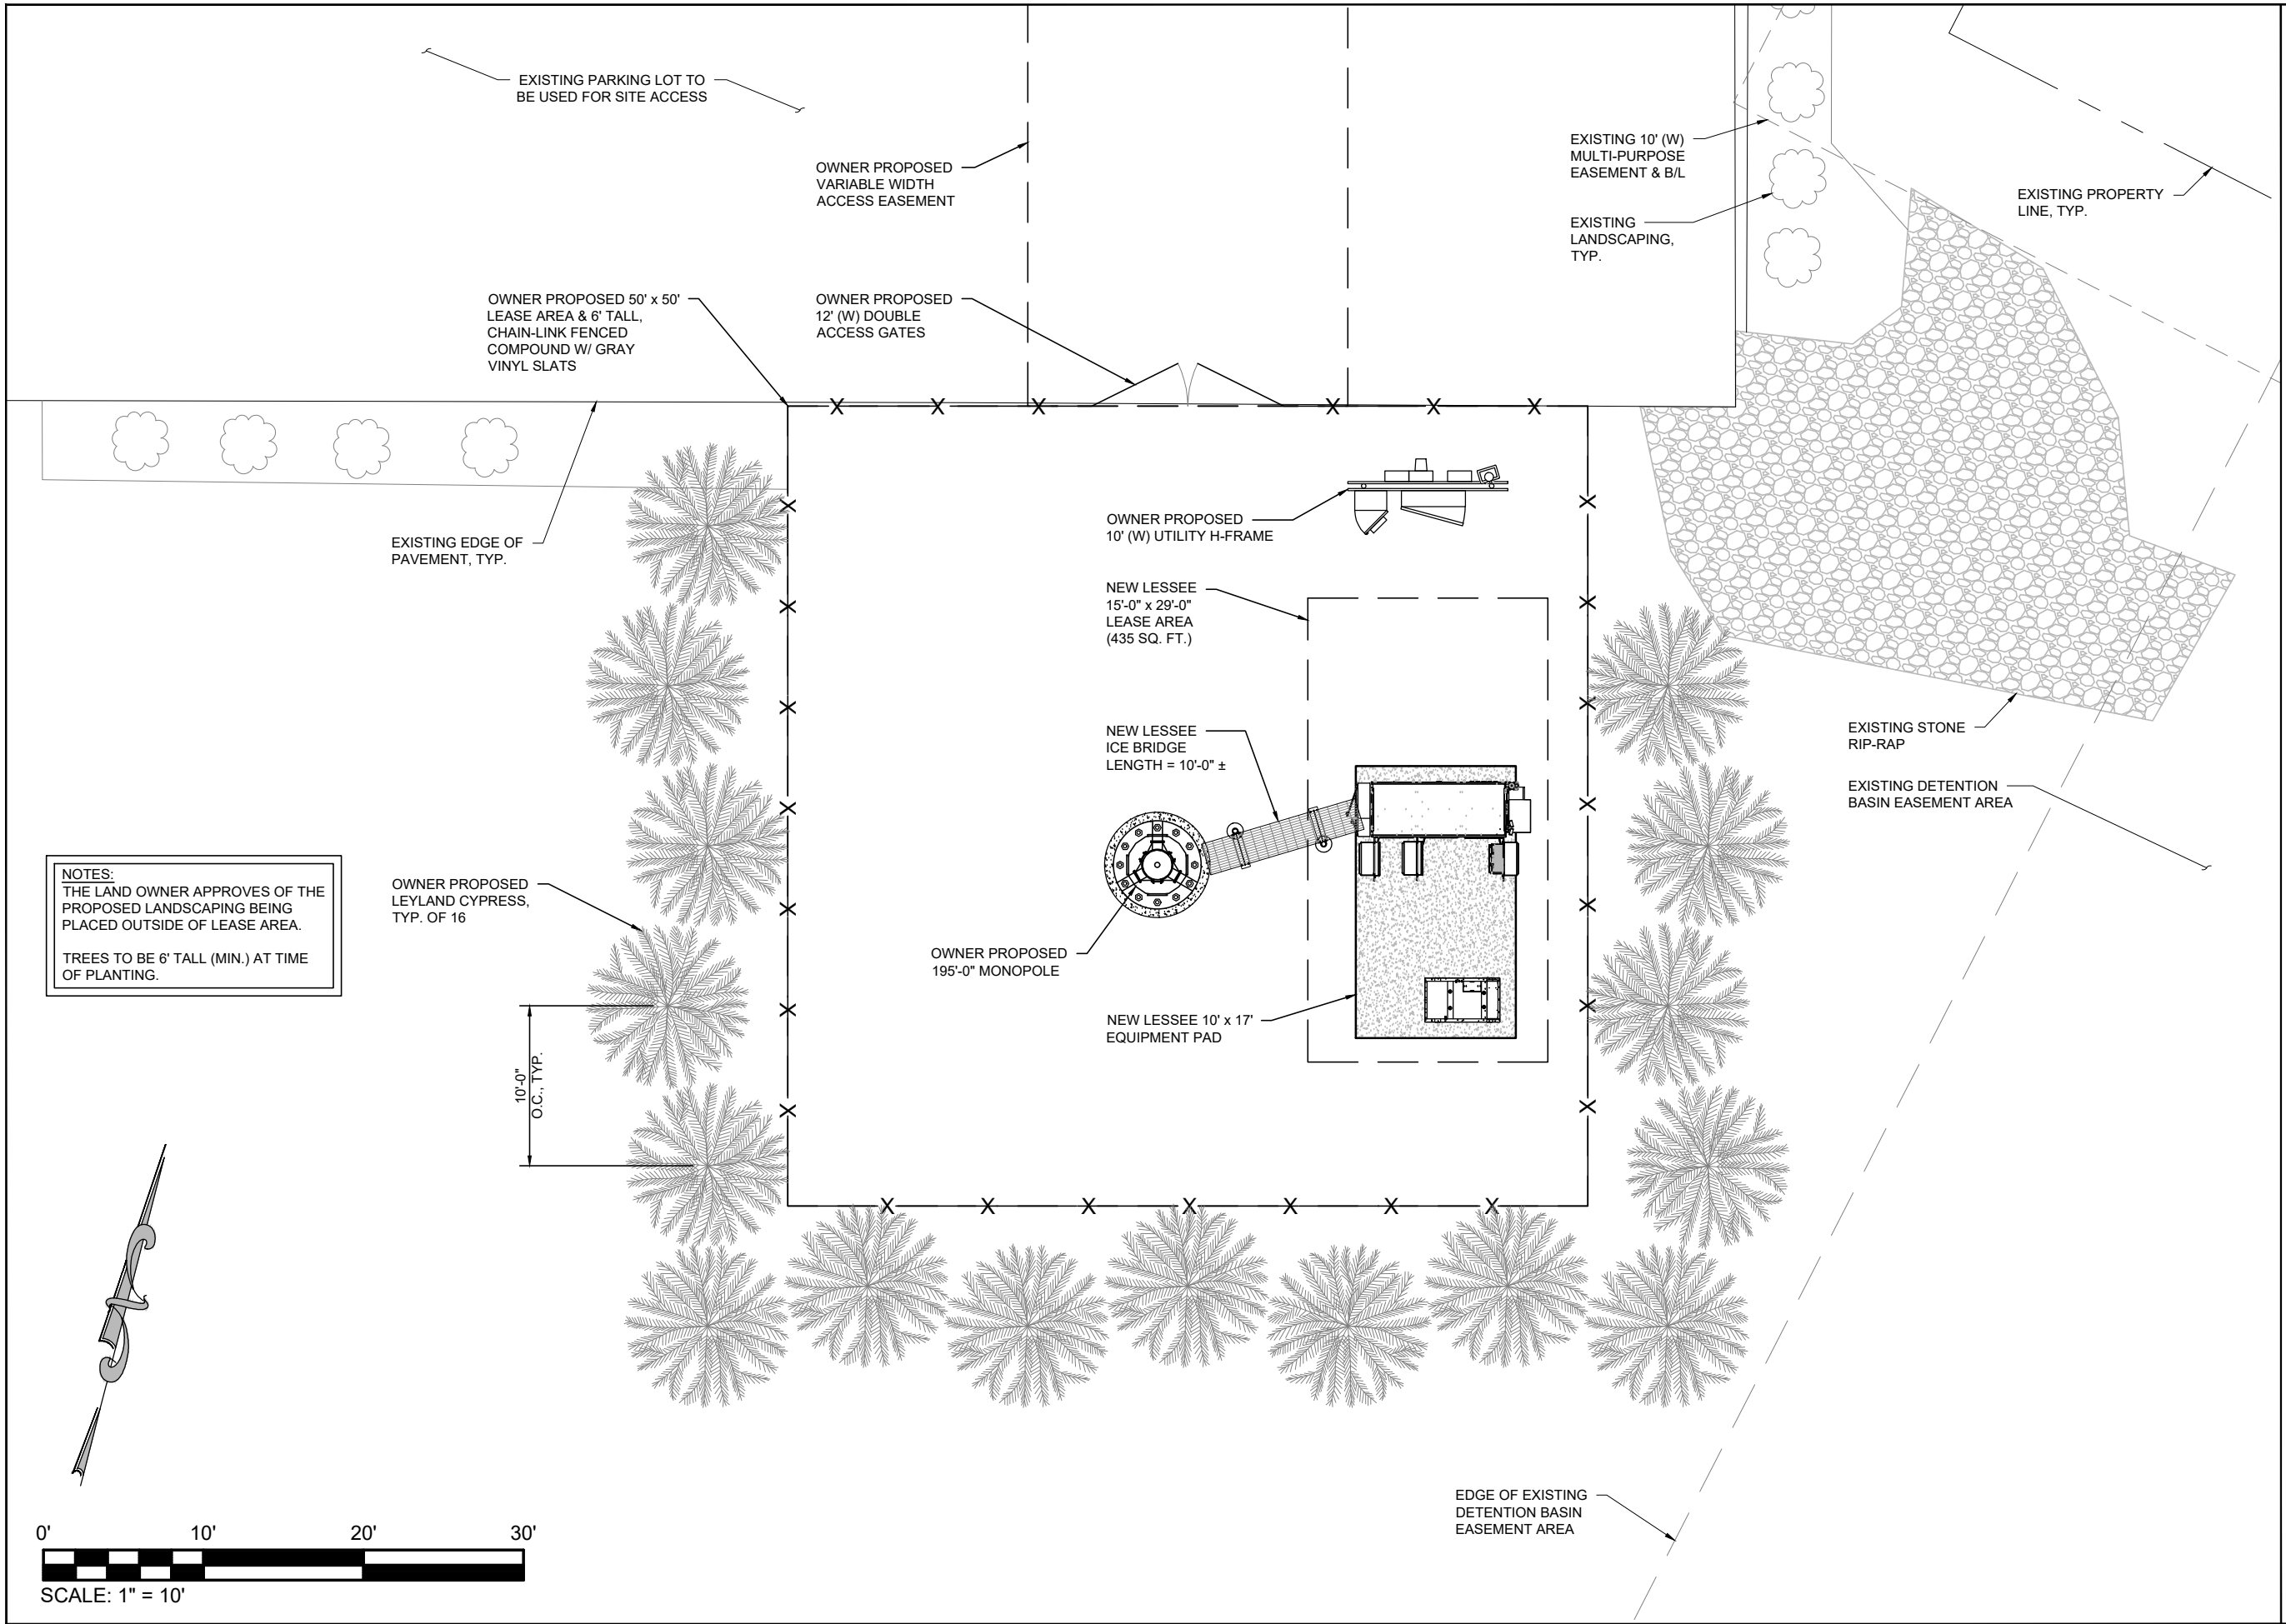 EXISTING PARKING LOT TO
BE USED FOR SITE ACCESS
OWNER PROPOSED
VARIABLE WIDTH
ACCESS EASEMENT
EXISTING 10' (W)
MULTI-PURPOSE
EASEMENT & B/L
EXISTING PROPERTY
LINE, TYP.
EXISTING
LANDSCAPING,
TYP.
OWNER PROPOSED 50' x 50'
LEASE AREA & 6' TALL,
CHAIN-LINK FENCED
COMPOUND W/ GRAY
VINYL SLATS
OWNER PROPOSED
12' (W) DOUBLE
ACCESS GATES
EXISTING EDGE OF
PAVEMENT, TYP.
OWNER PROPOSED
10' (W) UTILITY H-FRAME
NEW LESSEE
15'-0" x 29'-0"
LEASE AREA
(435 SQ. FT.)
NEW LESSEE
ICE BRIDGE
LENGTH = 10'-0" ±
EXISTING STONE
RIP-RAP
EXISTING DETENTION
BASIN EASEMENT AREA
NOTES:
THE LAND OWNER APPROVES OF THE
PROPOSED LANDSCAPING BEING
PLACED OUTSIDE OF LEASE AREA.
TREES TO BE 6' TALL (MIN.) AT TIME
OF PLANTING.
OWNER PROPOSED
LEYLAND CYPRESS,
TYP. OF 16
OWNER PROPOSED
195'-0" MONOPOLE
NEW LESSEE 10' x 17'
EQUIPMENT PAD
10'-0"
O.C., TYP.
EDGE OF EXISTING
DETENTION BASIN
EASEMENT AREA
0' 10' 20' 30'
SCALE: 1" = 10'